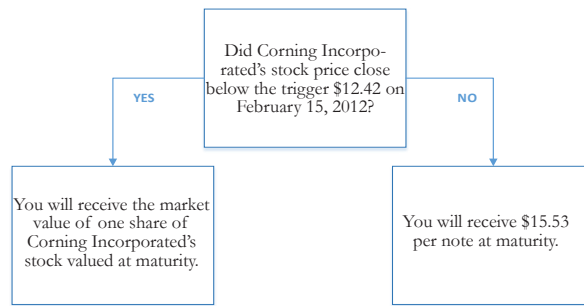 Did Corning Incorpo-
rated's stock price close
below the trigger $12.42 on
February 15, 2012?
YES
NO
You will receive the market
value of one share of
Corning Incorporated's
stock valued at maturity.
You will receive $15.53
per note at maturity.